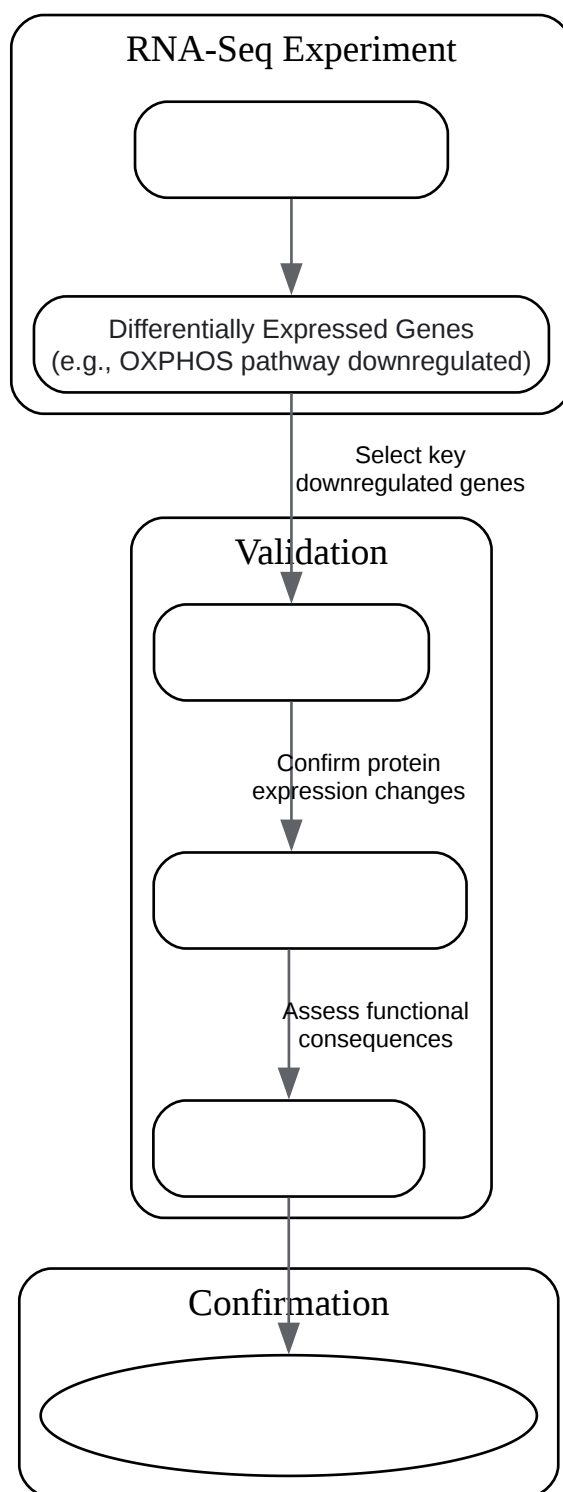 RNA-Seq Experiment
Differentially Expressed Genes
(e.g., OXPHOS pathway downregulated)
Select key
downregulated genes
Validation
Confirm protein
expression changes
Assess functional
consequences
Confirmation